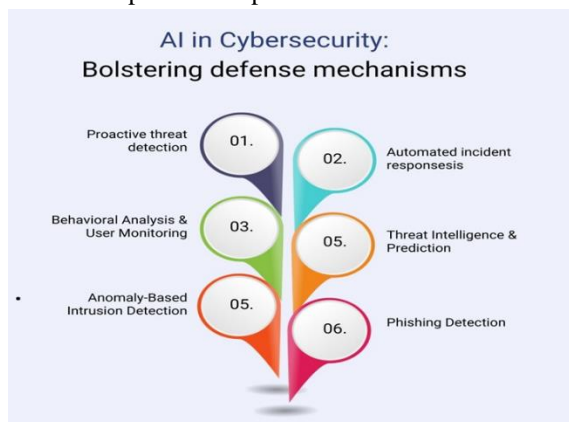 AI in Cybersecurity:
Bolstering defense mechanisms
Proactive threat
detection
01.
02.
Automated incident
responsesis
Behavioral Analysis &
User Monitoring
03.
05.
Threat Intelligence &
Prediction
Anomaly-Based
Intrusion Detection
05.
06.
Phishing Detection